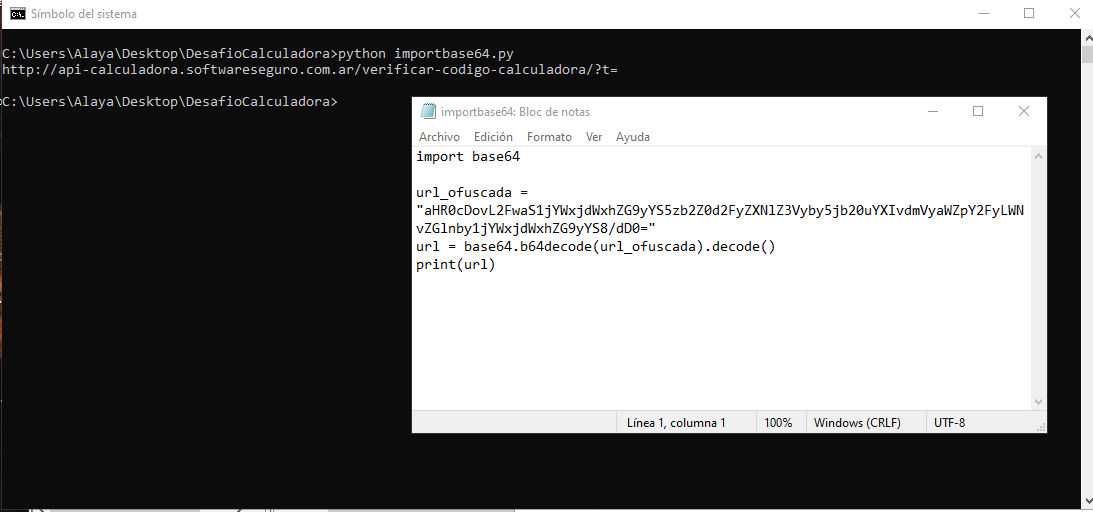 Símbolo del sistema
C:\Users\Alaya\Desktop\DesafioCalculadora>python importbase64.py
http://api-calculadora.softwareseguro.com.ar/verificar-codigo-calculadora/?t=
C:\Users\Alaya\Desktop\DesafioCalculadora>
importbase64: Bloc de notas
Archivo Edición Formato Ver Ayuda
import base64
url_ofuscada =
"aHR0cDovL2FwaS1jYWxjdWxhZG9yYS5zb2Z0d2FyZXNlZ3Vyby5jb20uYXIvdmVyaWZpY2FyLWN
vZGlnby1jYWxjdWxhZG9yYS8/dD0="
url = base64.b64decode(url_ofuscada).decode()
print(url)
Línea 1, columna 1 100% Windows (CRLF) UTF-8